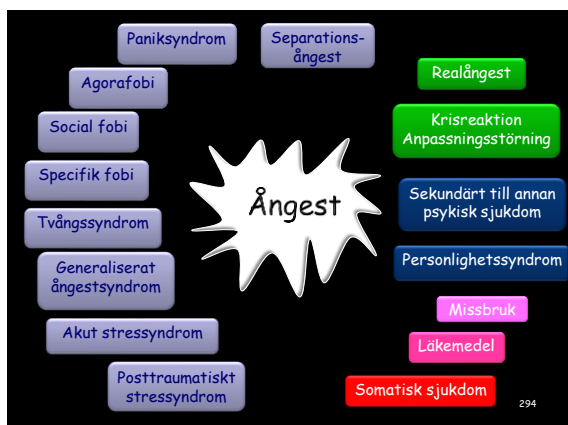 Paniksyndrom
Separations-
ångest
Agorafobi
Social fobi
Specifik fobi
Tvångssyndrom
Generaliserat
ångestsyndrom
Akut stressyndrom
Posttraumatiskt
stressyndrom
Ångest
Realångest
Krisreaktion
Anpassningsstörning
Sekundärt till annan
psykisk sjukdom
Personlighetssyndrom
Missbruk
Läkemedel
Somatisk sjukdom
294